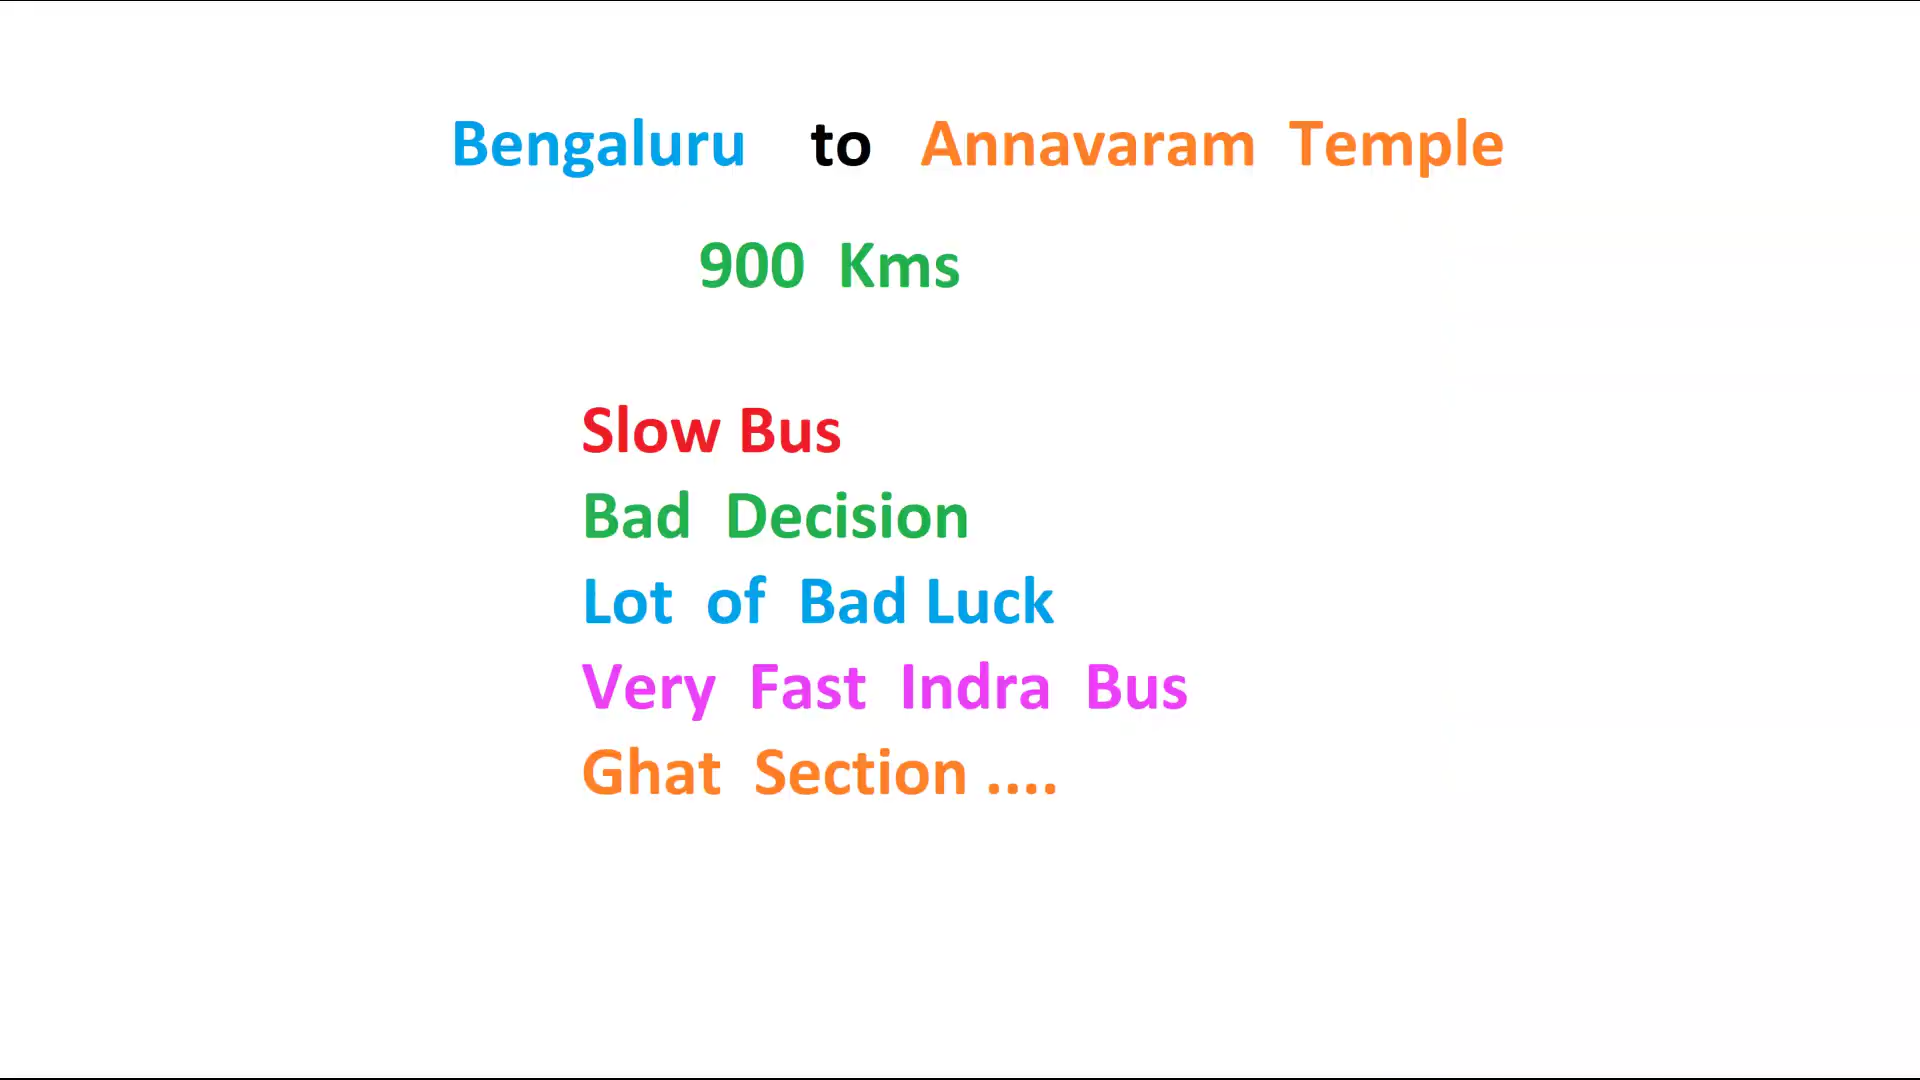 Bengaluru to Annavaram Temple
900 Kms
Slow Bus
Bad Decision
Lot of Bad Luck
Very Fast Indra Bus
Ghat Section ....